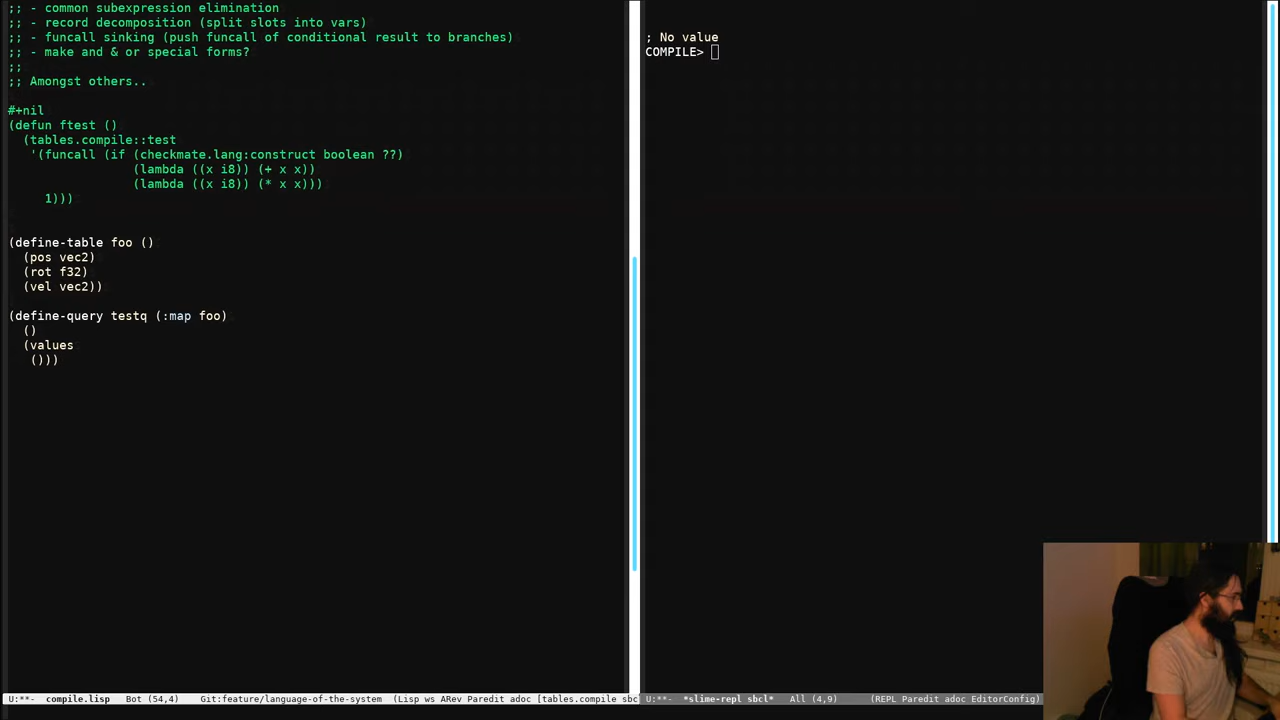 ;; - common subexpression elimination
;; - record decomposition (split slots into vars)
;; - funcall sinking (push funcall of conditional result to branches)
;; - make and & or special forms?
;;
;; Amongst others..
#+nil
(defun ftest ()
  (tables.compile::test
   '(funcall (if (checkmate.lang:construct boolean ??)
                 (lambda ((x i8)) (+ x x))
                 (lambda ((x i8)) (* x x)))
     1)))
(define-table foo ()
  (pos vec2)
  (rot f32)
  (vel vec2))
(define-query testq (:map foo)
  ()
  (values
   ()))
U:**-  compile.lisp   Bot (54,4)   Git:feature/language-of-the-system  (Lisp ws ARev Paredit adoc [tables.compile sbc
; No value
COMPILE>
U:**-  *slime-repl sbcl*   All (4,9)    (REPL Paredit adoc EditorConfig)